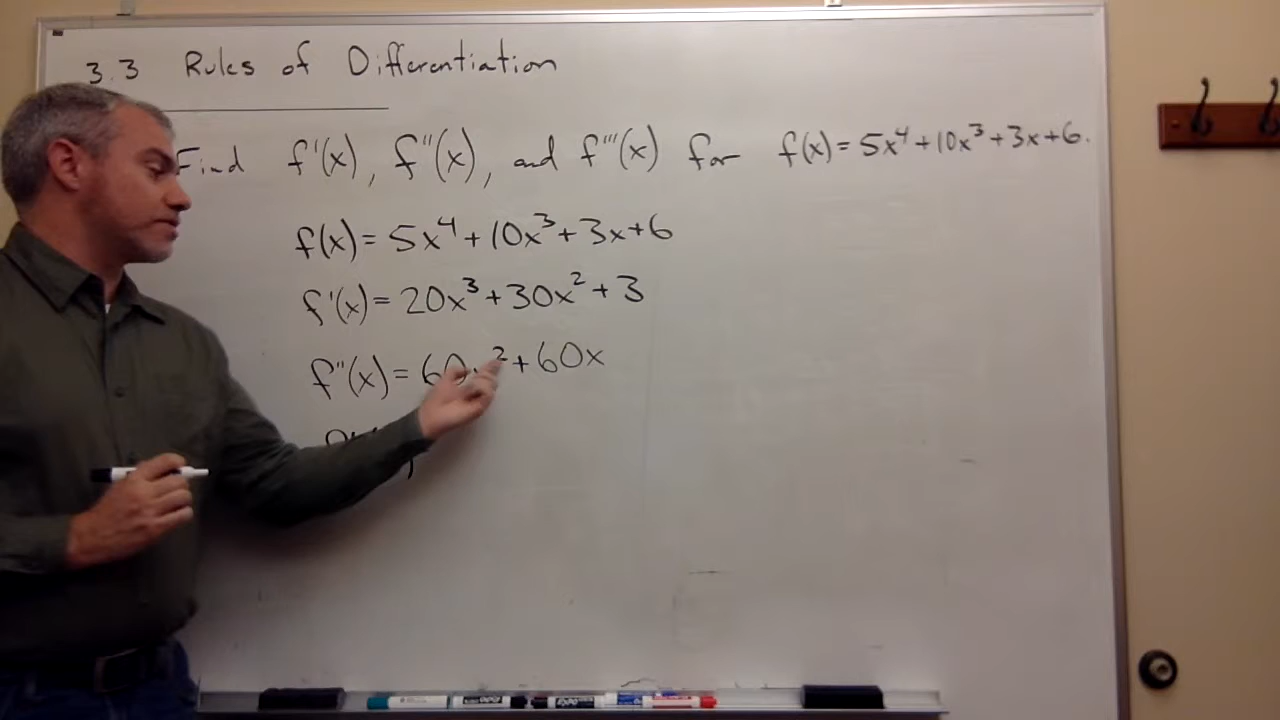 3.3 Rules of Differentiation
Find f'(x), f''(x), and f'''(x) for f(x) = 5x⁴ + 10x³ + 3x + 6.
f(x) = 5x⁴ + 10x³ + 3x + 6
f'(x) = 20x³ + 30x² + 3
f''(x) = 60x² + 60x